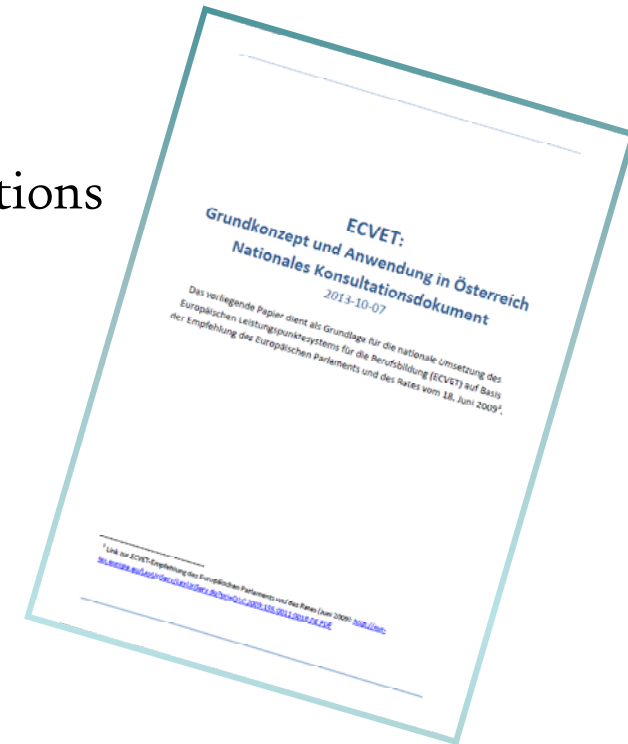 tions
ECVET:
Grundkonzept und Anwendung in Österreich
Nationales Konsultationsdokument
2013-10-07
Das vorliegende Papier dient als Grundlage für die nationale Umsetzung des
Europäischen Leistungspunktesystems für die Berufsbildung (ECVET) auf Basis
der Empfehlung des Europäischen Parlaments und des Rates vom 18. Juni 2009¹.
¹ Link zur ECVET-Empfehlung des Europäischen Parlaments und des Rates (Juni 2009): http://eur-